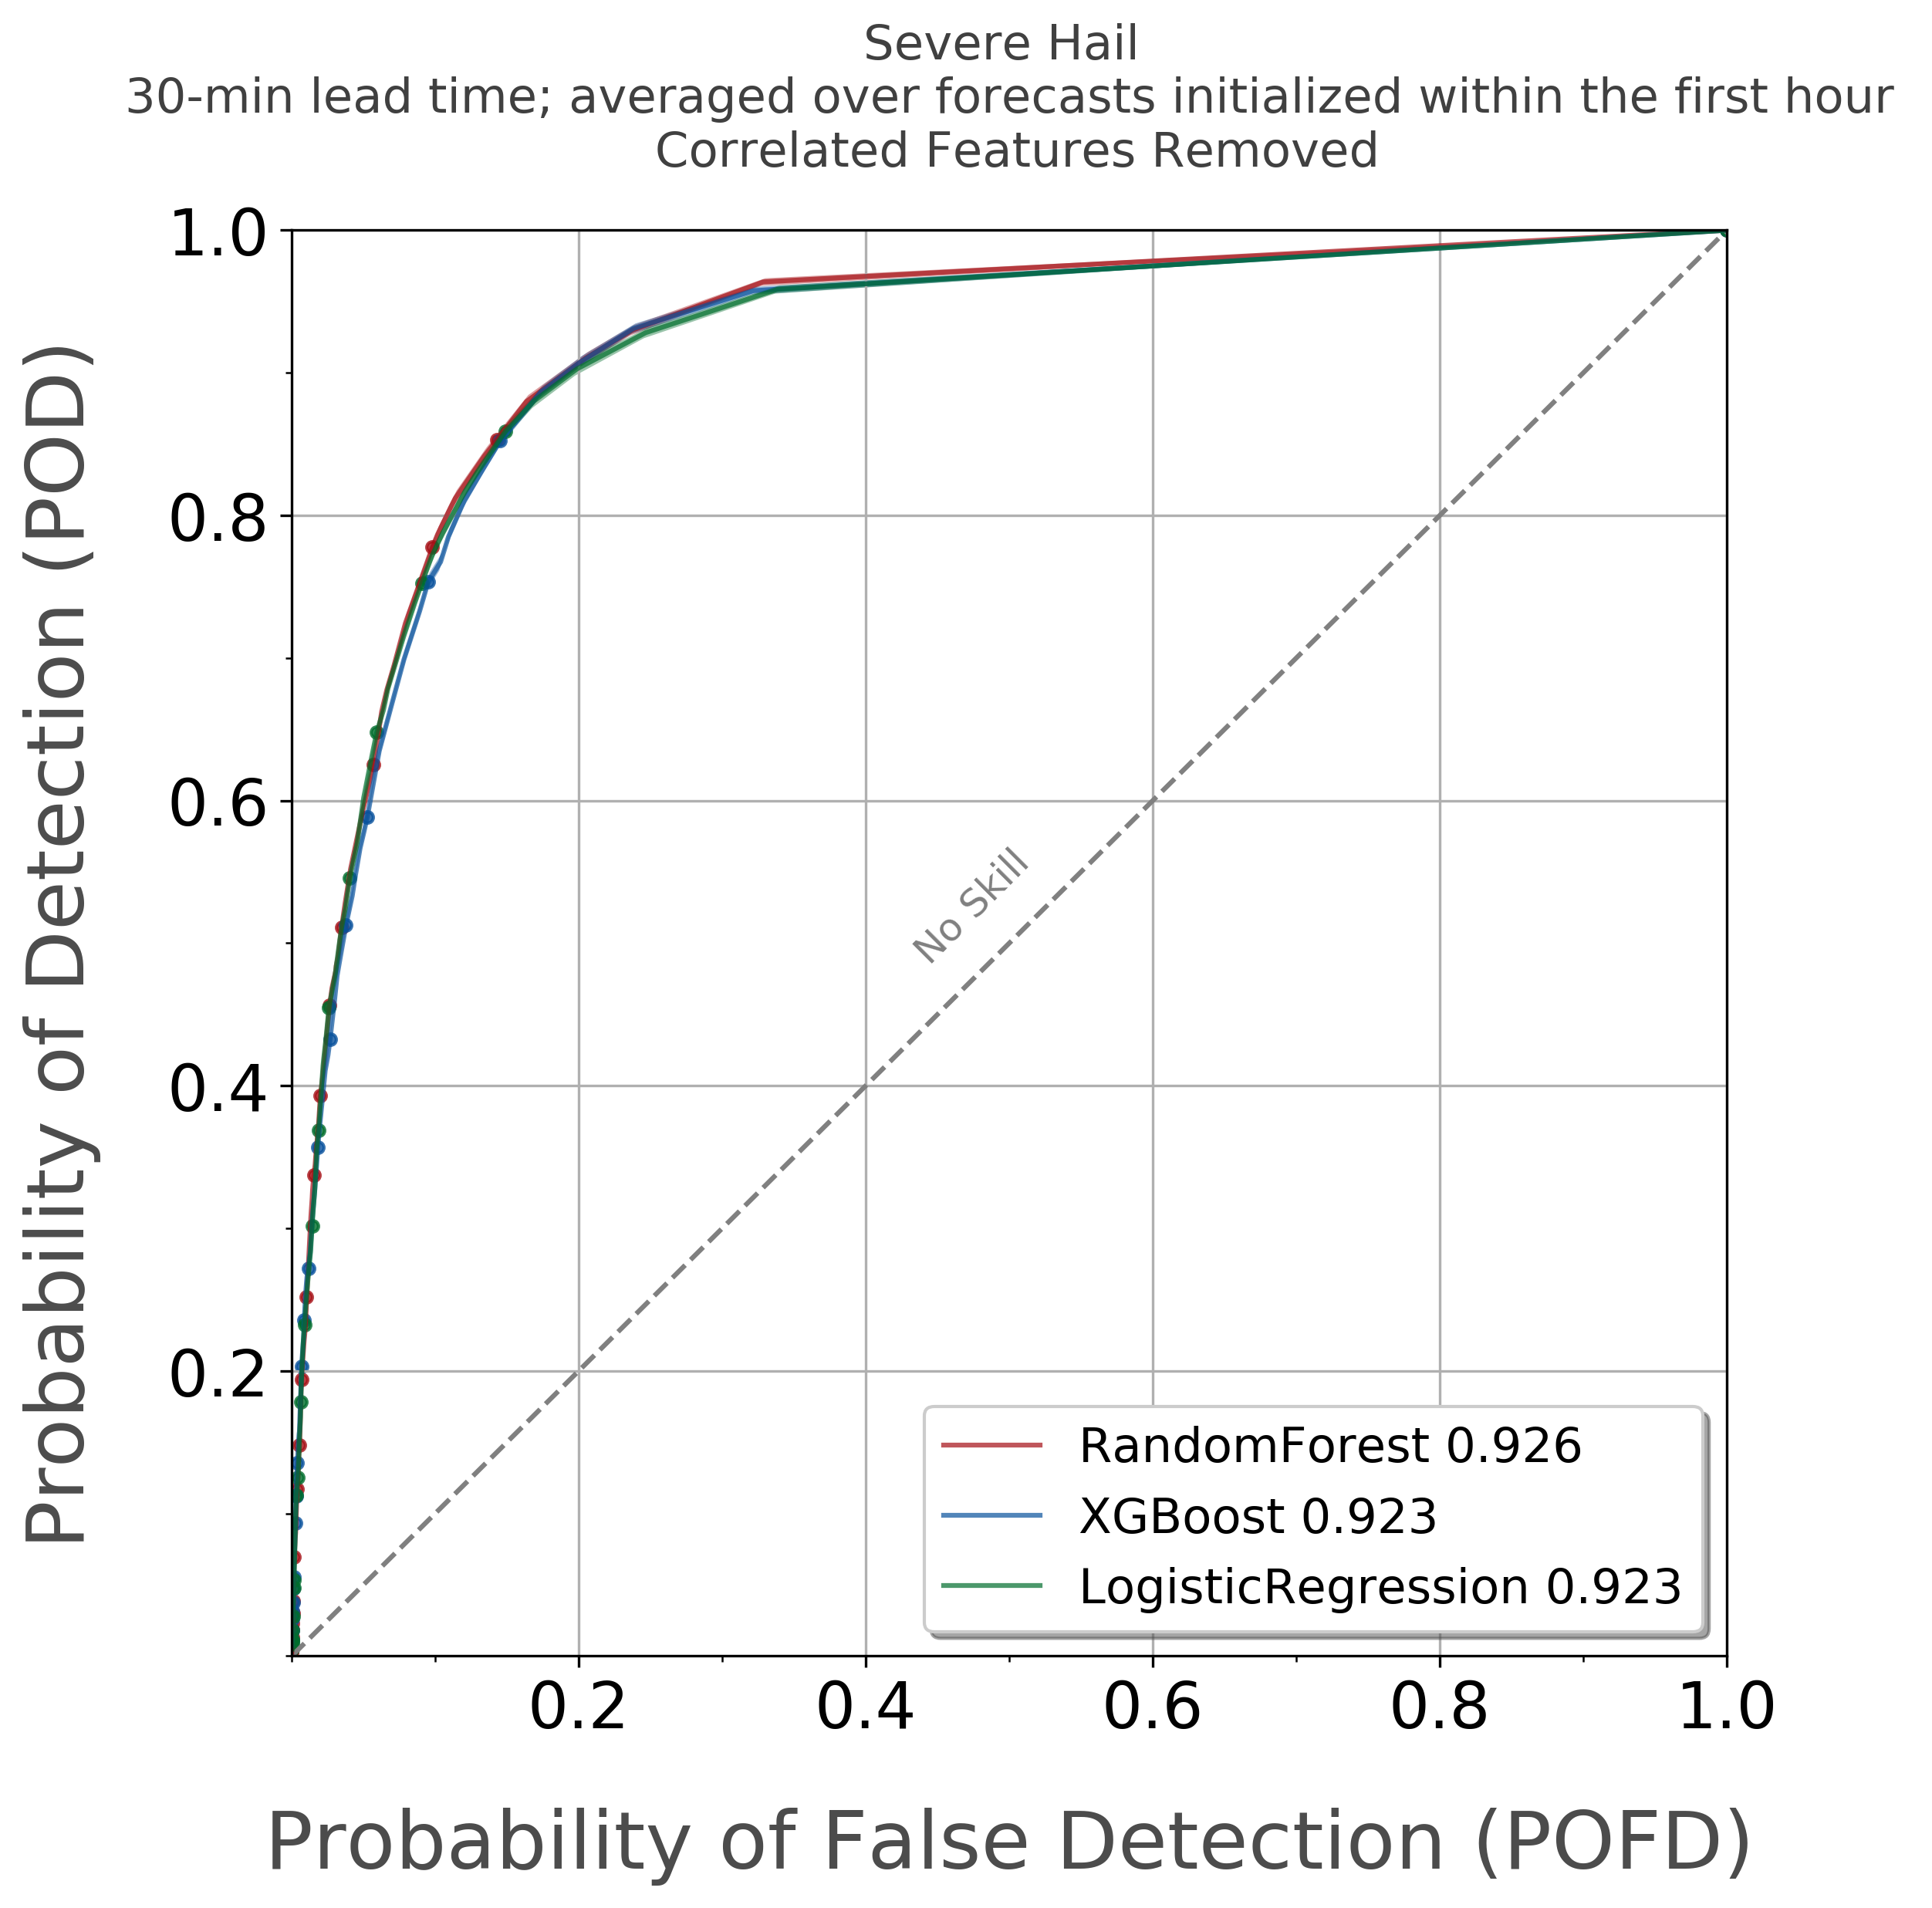 Severe Hail
30-min lead time; averaged over forecasts initialized within the first hour
Correlated Features Removed
Probability of Detection (POD)
1.0
0.8
0.6
0.4
0.2
No Skill
RandomForest 0.926
XGBoost 0.923
LogisticRegression 0.923
0.2 0.4 0.6 0.8 1.0
Probability of False Detection (POFD)